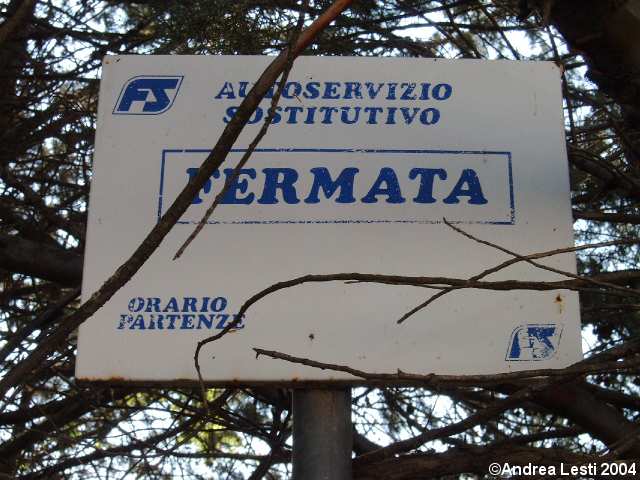 FS AUTOSERVIZIO
SOSTITUTIVO
FERMATA
ORARIO
PARTENZE
FS
©Andrea Lesti 2004